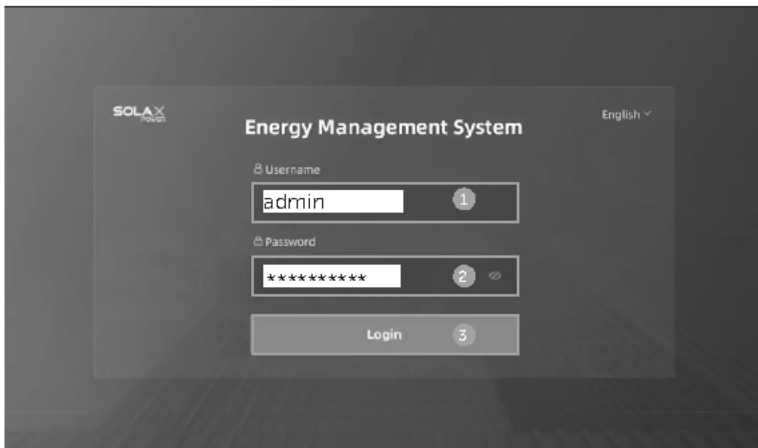 SOLAX
POWER
English
Energy Management System
Username
admin
1
Password
**********
2
Login
3